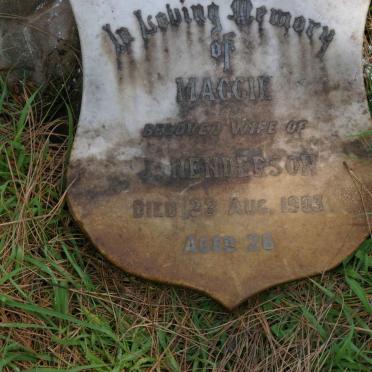 In Loving Memory
of
MAGGIE
BELOVED WIFE OF
J. HENDERSON
DIED 23 AUG. 1903
AGED 26